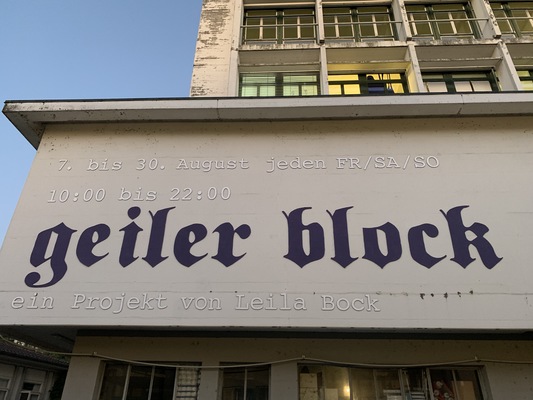 7. bis 30. August jeden FR/SA/SO
10:00 bis 22:00
geiler block
ein Projekt von Leila Bock